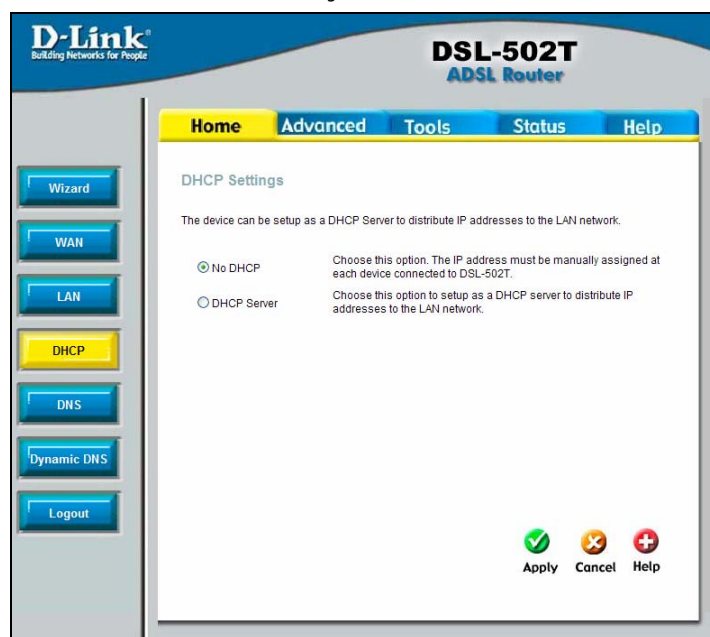 D-Link
Building Networks for People
DSL-502T
ADSL Router
Home Advanced Tools Status Help
Wizard
WAN
LAN
DHCP
DNS
Dynamic DNS
Logout
DHCP Settings
The device can be setup as a DHCP Server to distribute IP addresses to the LAN network.
No DHCP
Choose this option. The IP address must be manually assigned at
each device connected to DSL-502T.
DHCP Server
Choose this option to setup as a DHCP server to distribute IP
addresses to the LAN network.
Apply Cancel Help